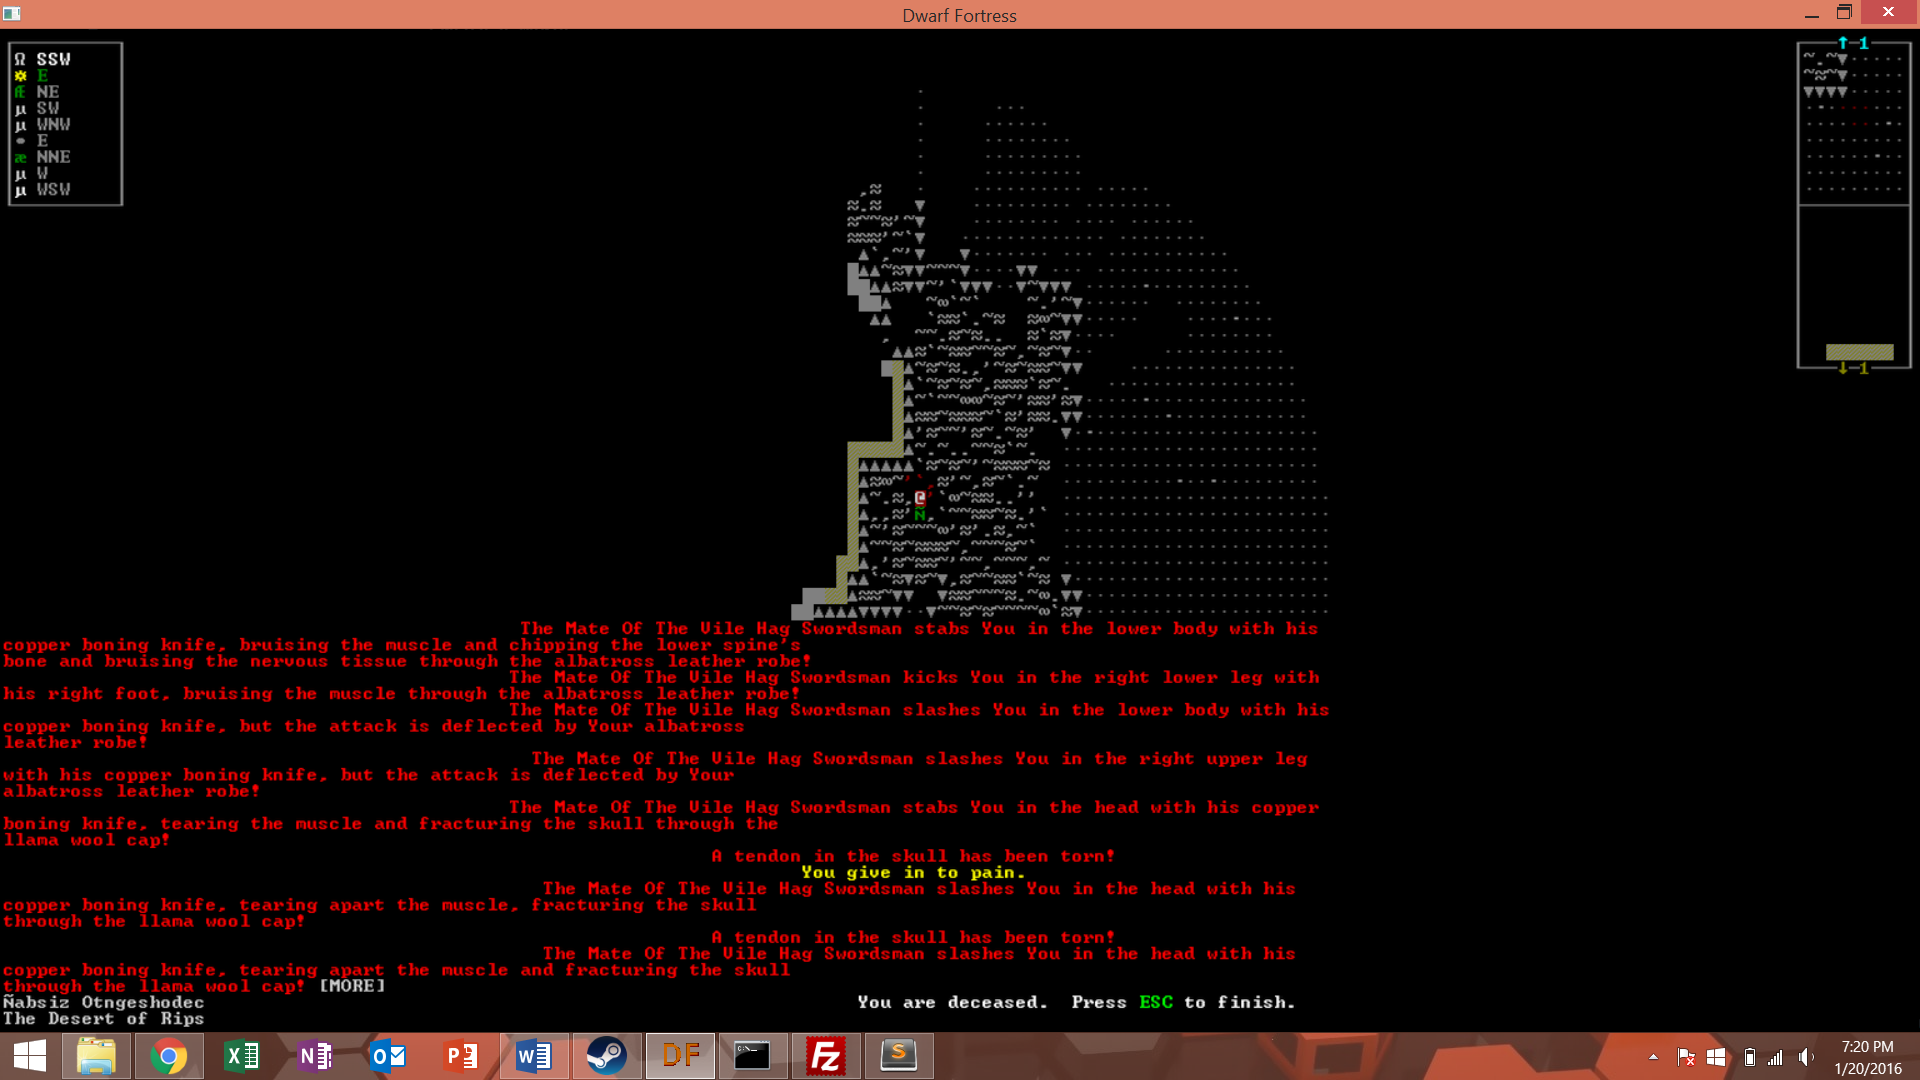 Dwarf Fortress
Ω SSW
☼ E
Æ NE
µ SW
µ WNW
• E
æ NNE
µ W
µ WSW
↑ 1
↓ 1
The Mate Of The Vile Hag Swordsman stabs You in the lower body with his
copper boning knife, bruising the muscle and chipping the lower spine's
bone and bruising the nervous tissue through the albatross leather robe!
The Mate Of The Vile Hag Swordsman kicks You in the right lower leg with
his right foot, bruising the muscle through the albatross leather robe!
The Mate Of The Vile Hag Swordsman slashes You in the lower body with his
copper boning knife, but the attack is deflected by Your albatross
leather robe!
The Mate Of The Vile Hag Swordsman slashes You in the right upper leg
with his copper boning knife, but the attack is deflected by Your
albatross leather robe!
The Mate Of The Vile Hag Swordsman stabs You in the head with his copper
boning knife, tearing the muscle and fracturing the skull through the
llama wool cap!
A tendon in the skull has been torn!
You give in to pain.
The Mate Of The Vile Hag Swordsman slashes You in the head with his
copper boning knife, tearing apart the muscle, fracturing the skull
through the llama wool cap!
A tendon in the skull has been torn!
The Mate Of The Vile Hag Swordsman slashes You in the head with his
copper boning knife, tearing apart the muscle and fracturing the skull
through the llama wool cap! [MORE]
Ñabsiz Otngeshodec
You are deceased. Press ESC to finish.
The Desert of Rips
7:20 PM
1/20/2016